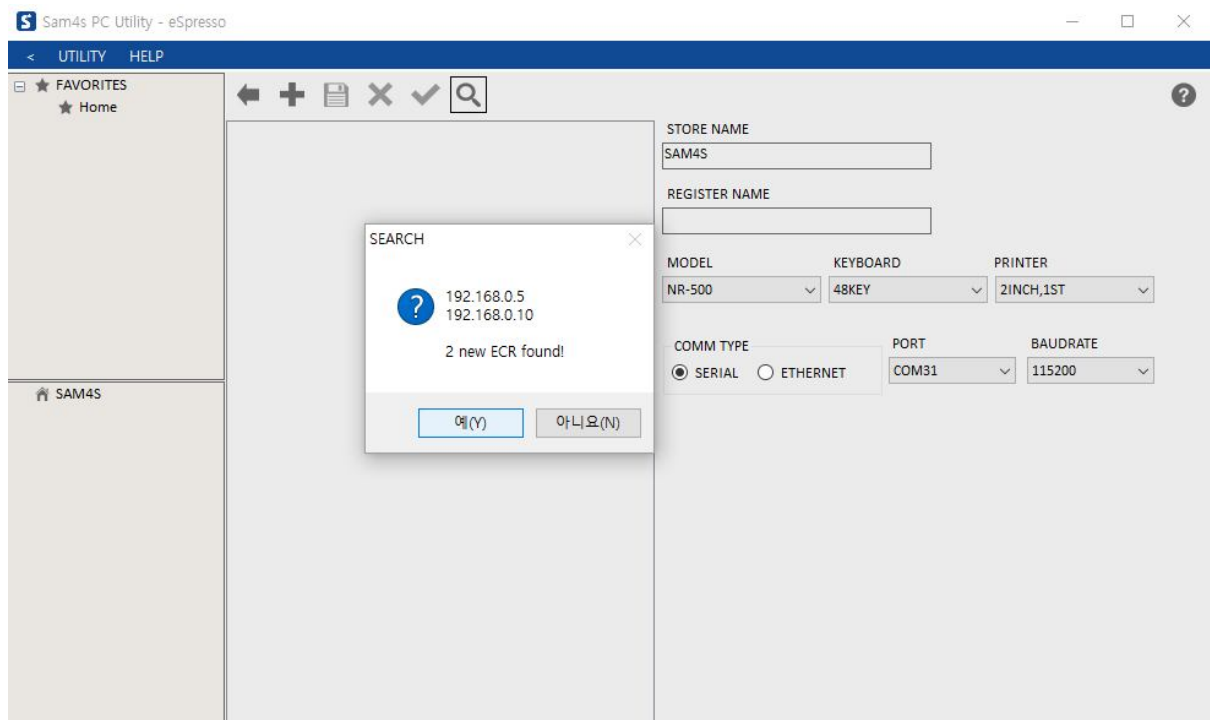 Sam4s PC Utility - eSpresso
< UTILITY HELP
FAVORITES
Home
SAM4S
STORE NAME
SAM4S
REGISTER NAME
MODEL KEYBOARD PRINTER
NR-500 48KEY 2INCH,1ST
COMM TYPE PORT BAUDRATE
SERIAL ETHERNET COM31 115200
SEARCH
192.168.0.5
192.168.0.10
2 new ECR found!
예(Y) 아니요(N)